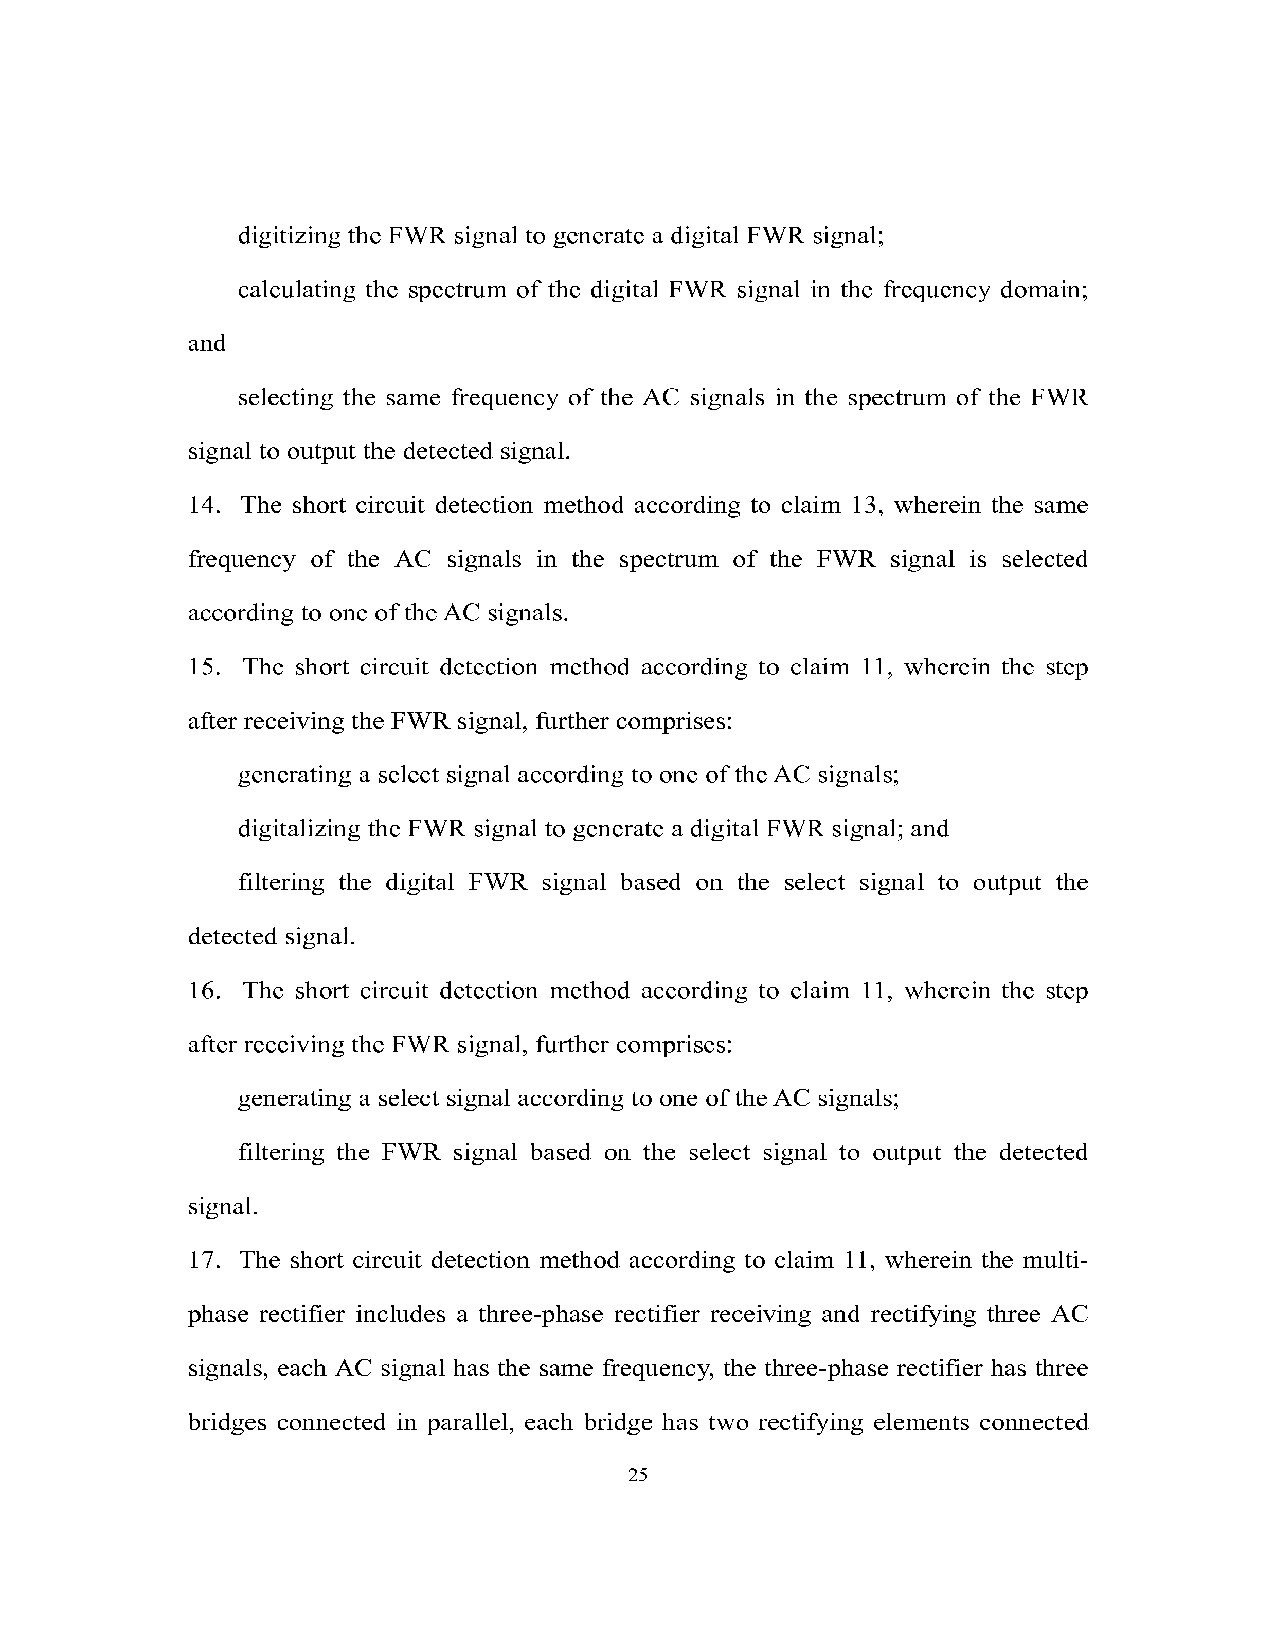 digitizing the FWR signal to generate a digital FWR signal;
calculating the spectrum of the digital FWR signal in the frequency domain;
and
selecting the same frequency of the AC signals in the spectrum of the FWR
signal to output the detected signal.
14. The short circuit detection method according to claim 13, wherein the same
frequency of the AC signals in the spectrum of the FWR signal is selected
according to one of the AC signals.
15. The short circuit detection method according to claim 11, wherein the step
after receiving the FWR signal, further comprises:
generating a select signal according to one of the AC signals;
digitalizing the FWR signal to generate a digital FWR signal; and
filtering the digital FWR signal based on the select signal to output the
detected signal.
16. The short circuit detection method according to claim 11, wherein the step
after receiving the FWR signal, further comprises:
generating a select signal according to one of the AC signals;
filtering the FWR signal based on the select signal to output the detected
signal.
17. The short circuit detection method according to claim 11, wherein the multi-
phase rectifier includes a three-phase rectifier receiving and rectifying three AC
signals, each AC signal has the same frequency, the three-phase rectifier has three
bridges connected in parallel, each bridge has two rectifying elements connected
25